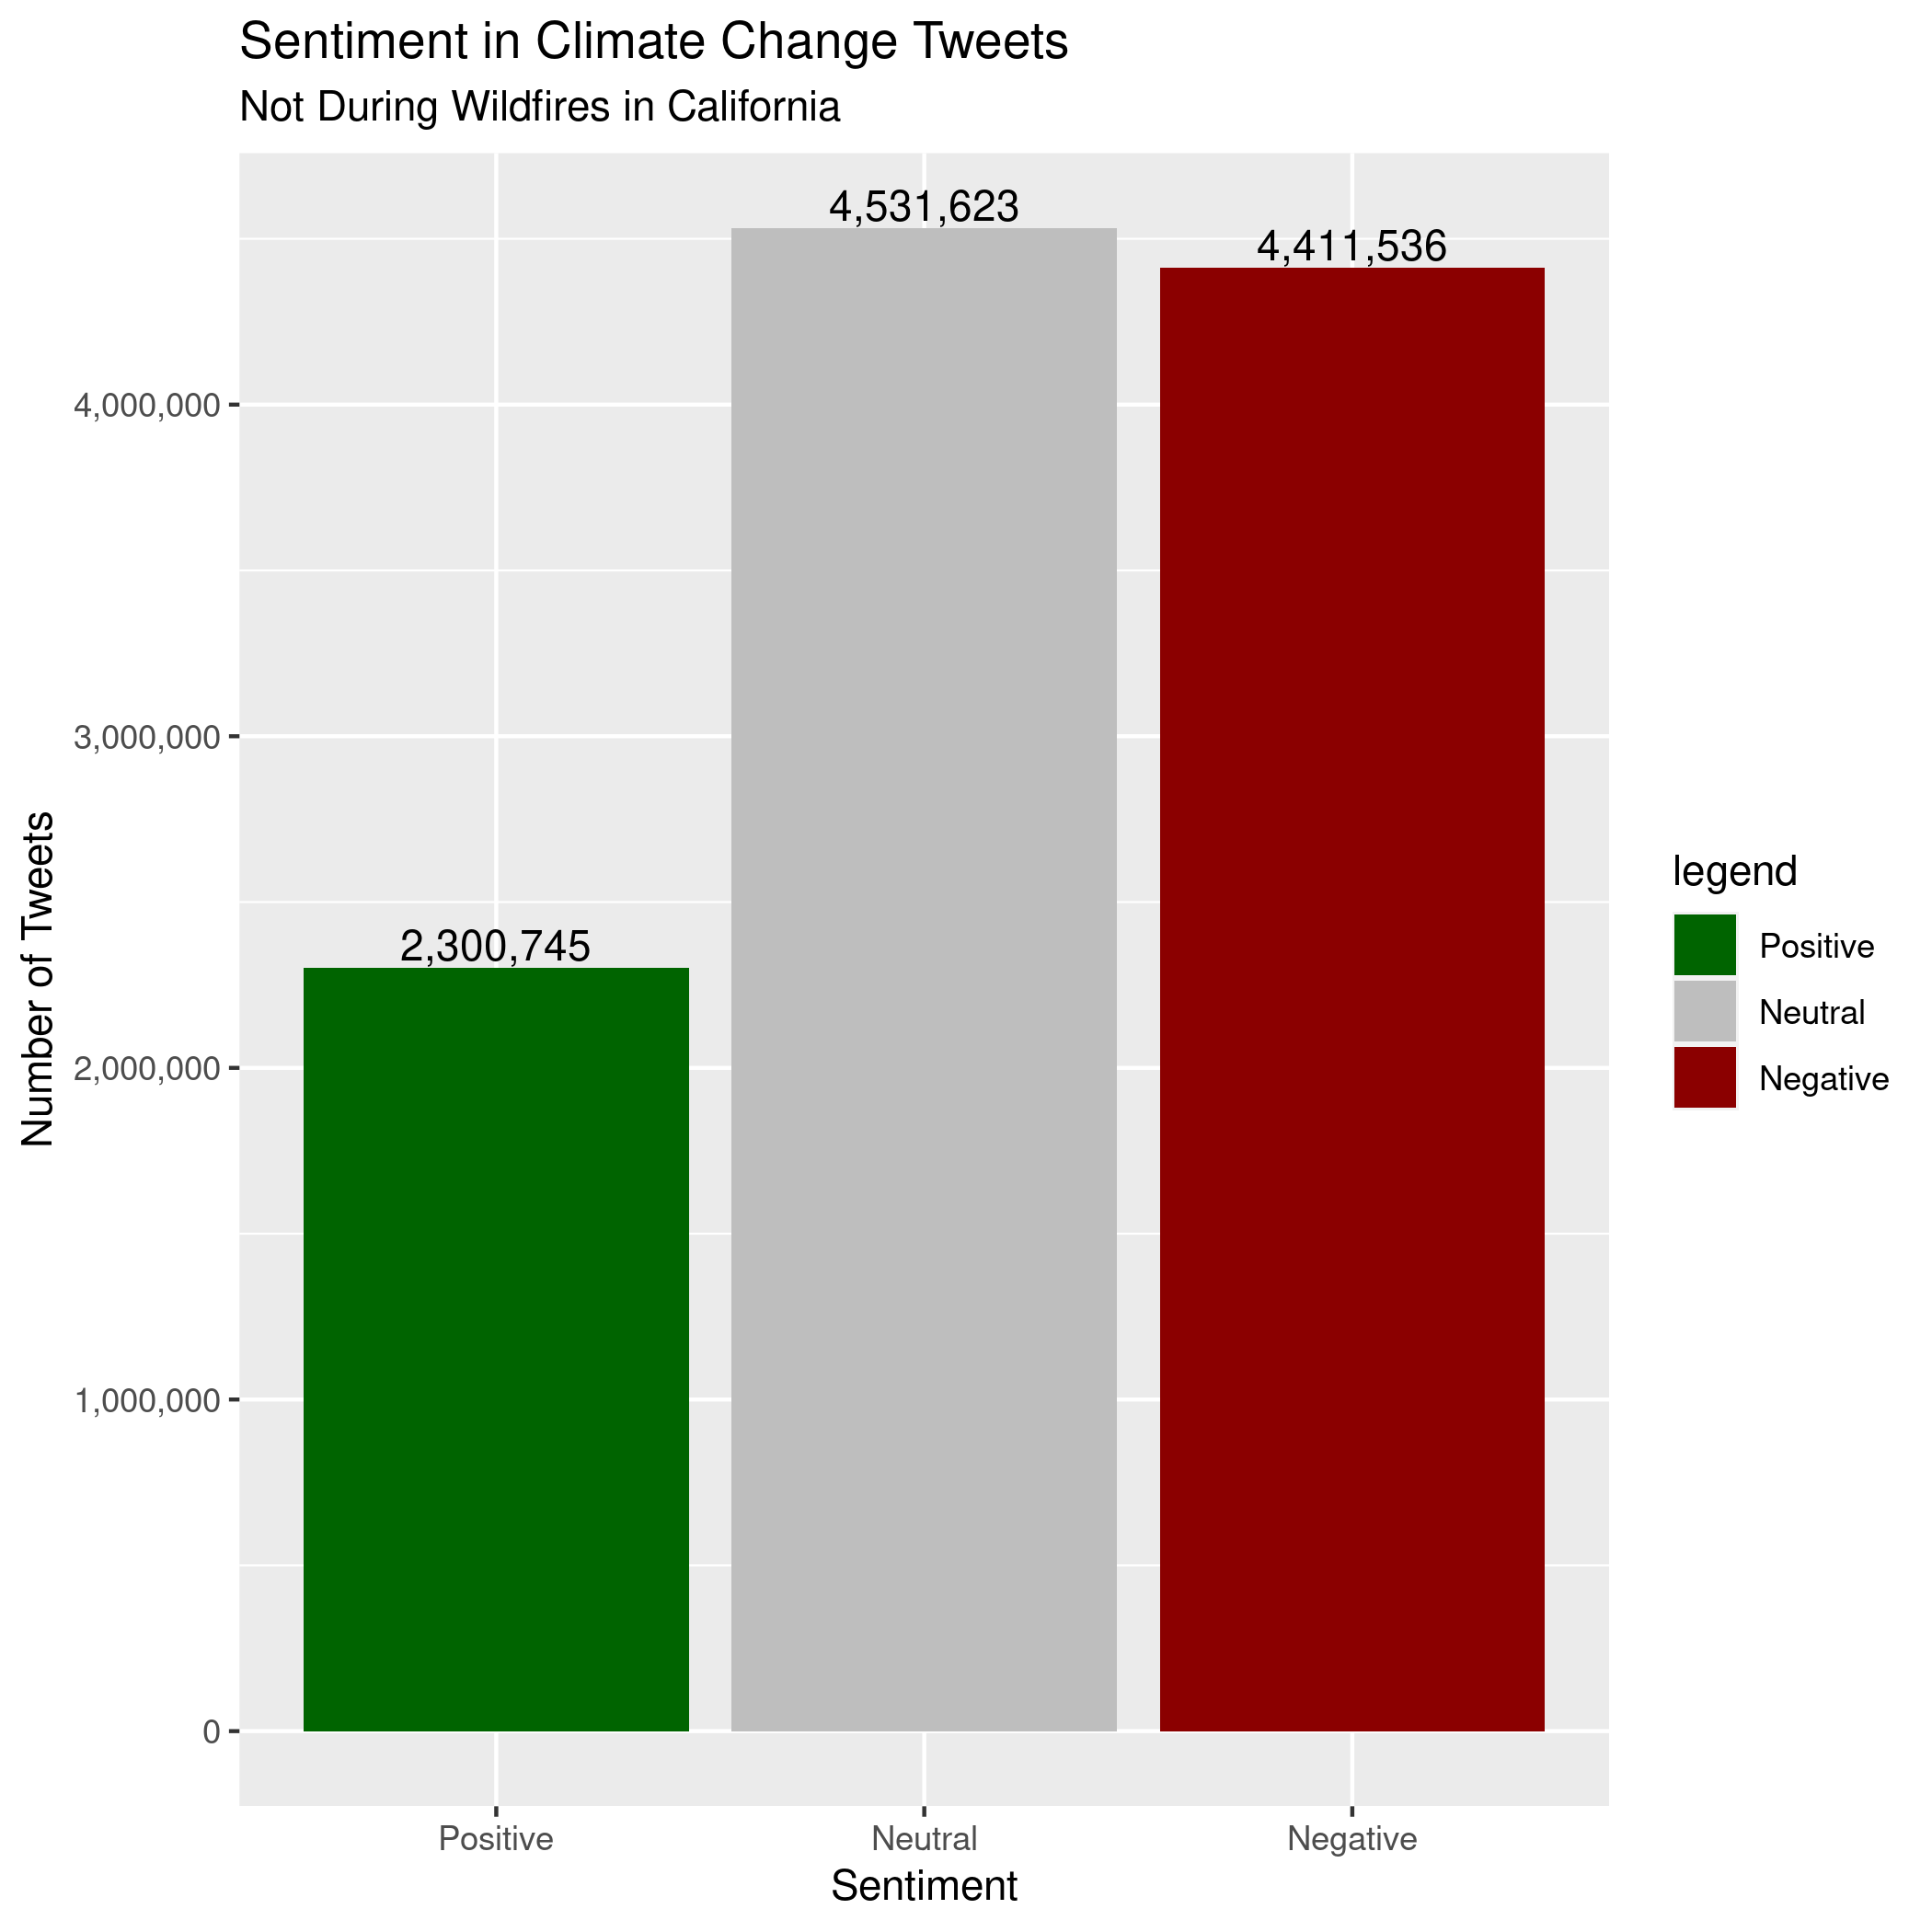 Sentiment in Climate Change Tweets
Not During Wildfires in California
4,531,623
4,411,536
2,300,745
4,000,000
3,000,000
2,000,000
1,000,000
0
Number of Tweets
Positive
Neutral
Negative
Sentiment
legend
Positive
Neutral
Negative